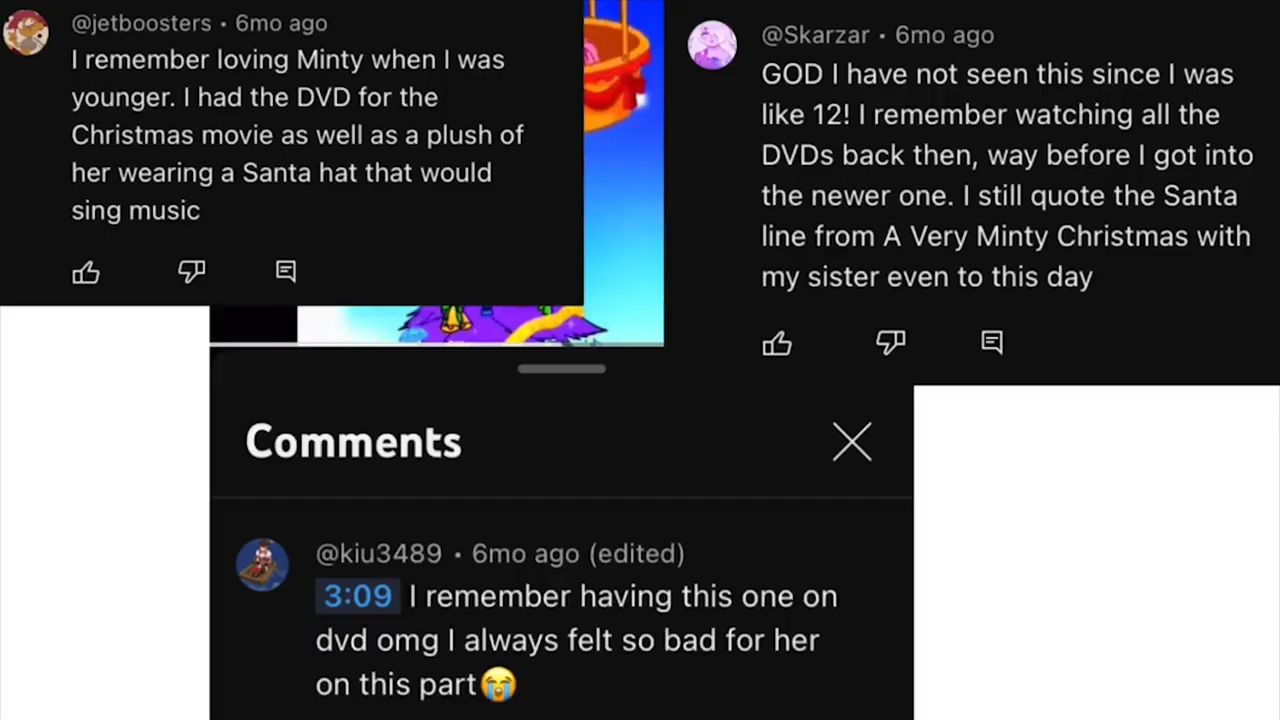 @jetboosters • 6mo ago
I remember loving Minty when I was
younger. I had the DVD for the
Christmas movie as well as a plush of
her wearing a Santa hat that would
sing music
@Skarzar • 6mo ago
GOD I have not seen this since I was
like 12! I remember watching all the
DVDs back then, way before I got into
the newer one. I still quote the Santa
line from A Very Minty Christmas with
my sister even to this day
Comments
@kiu3489 • 6mo ago (edited)
3:09 I remember having this one on
dvd omg I always felt so bad for her
on this part😭